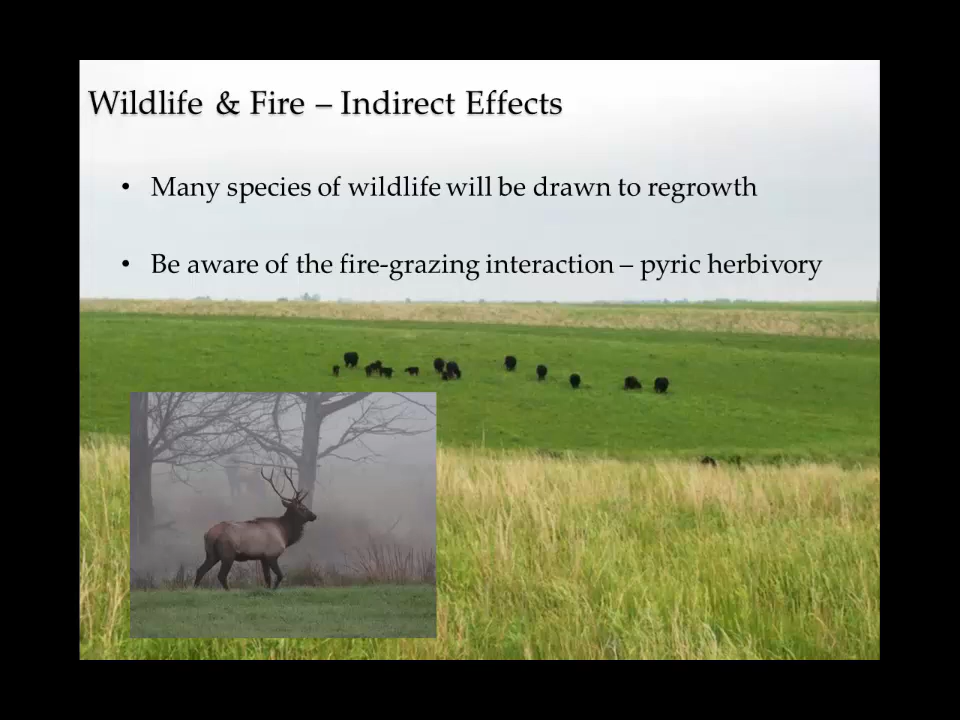 Wildlife & Fire – Indirect Effects
• Many species of wildlife will be drawn to regrowth
• Be aware of the fire-grazing interaction – pyric herbivory